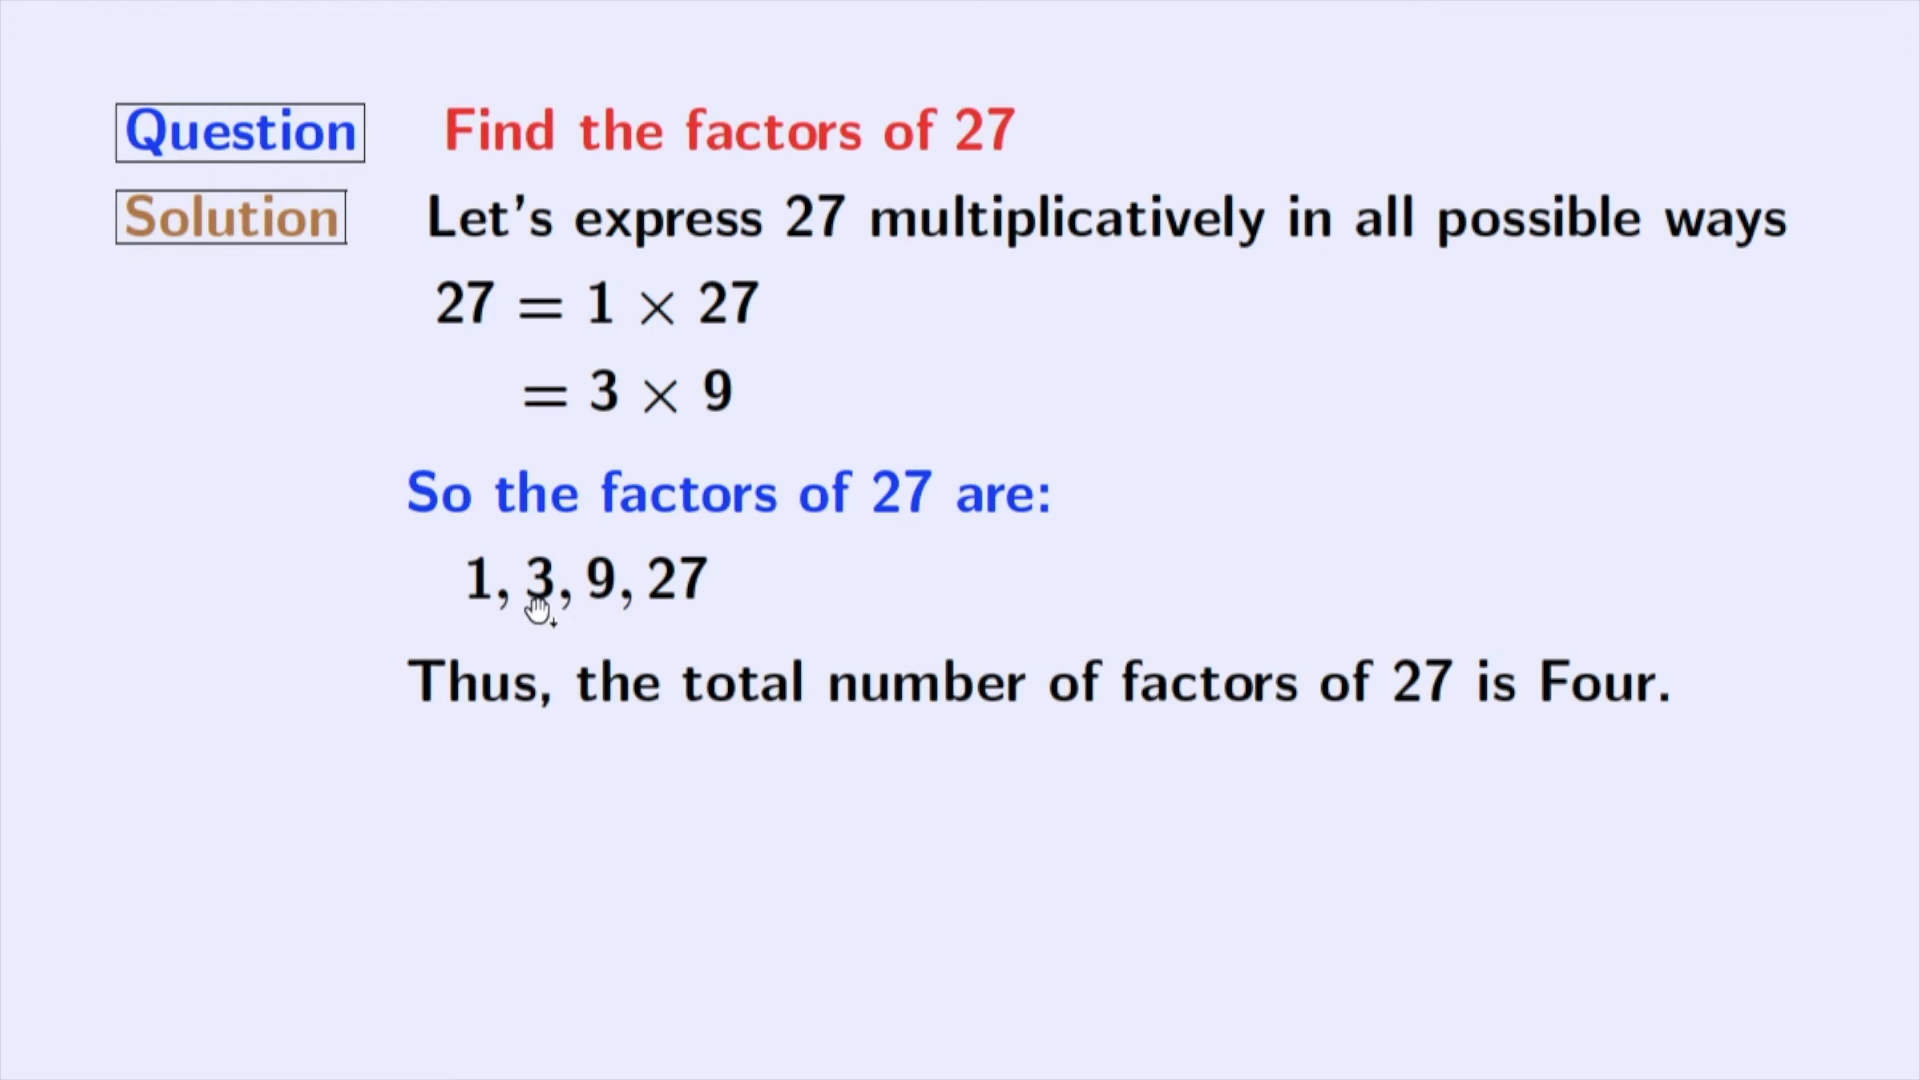 Question Find the factors of 27
Solution Let's express 27 multiplicatively in all possible ways
27 = 1 × 27
= 3 × 9
So the factors of 27 are:
1, 3, 9, 27
Thus, the total number of factors of 27 is Four.